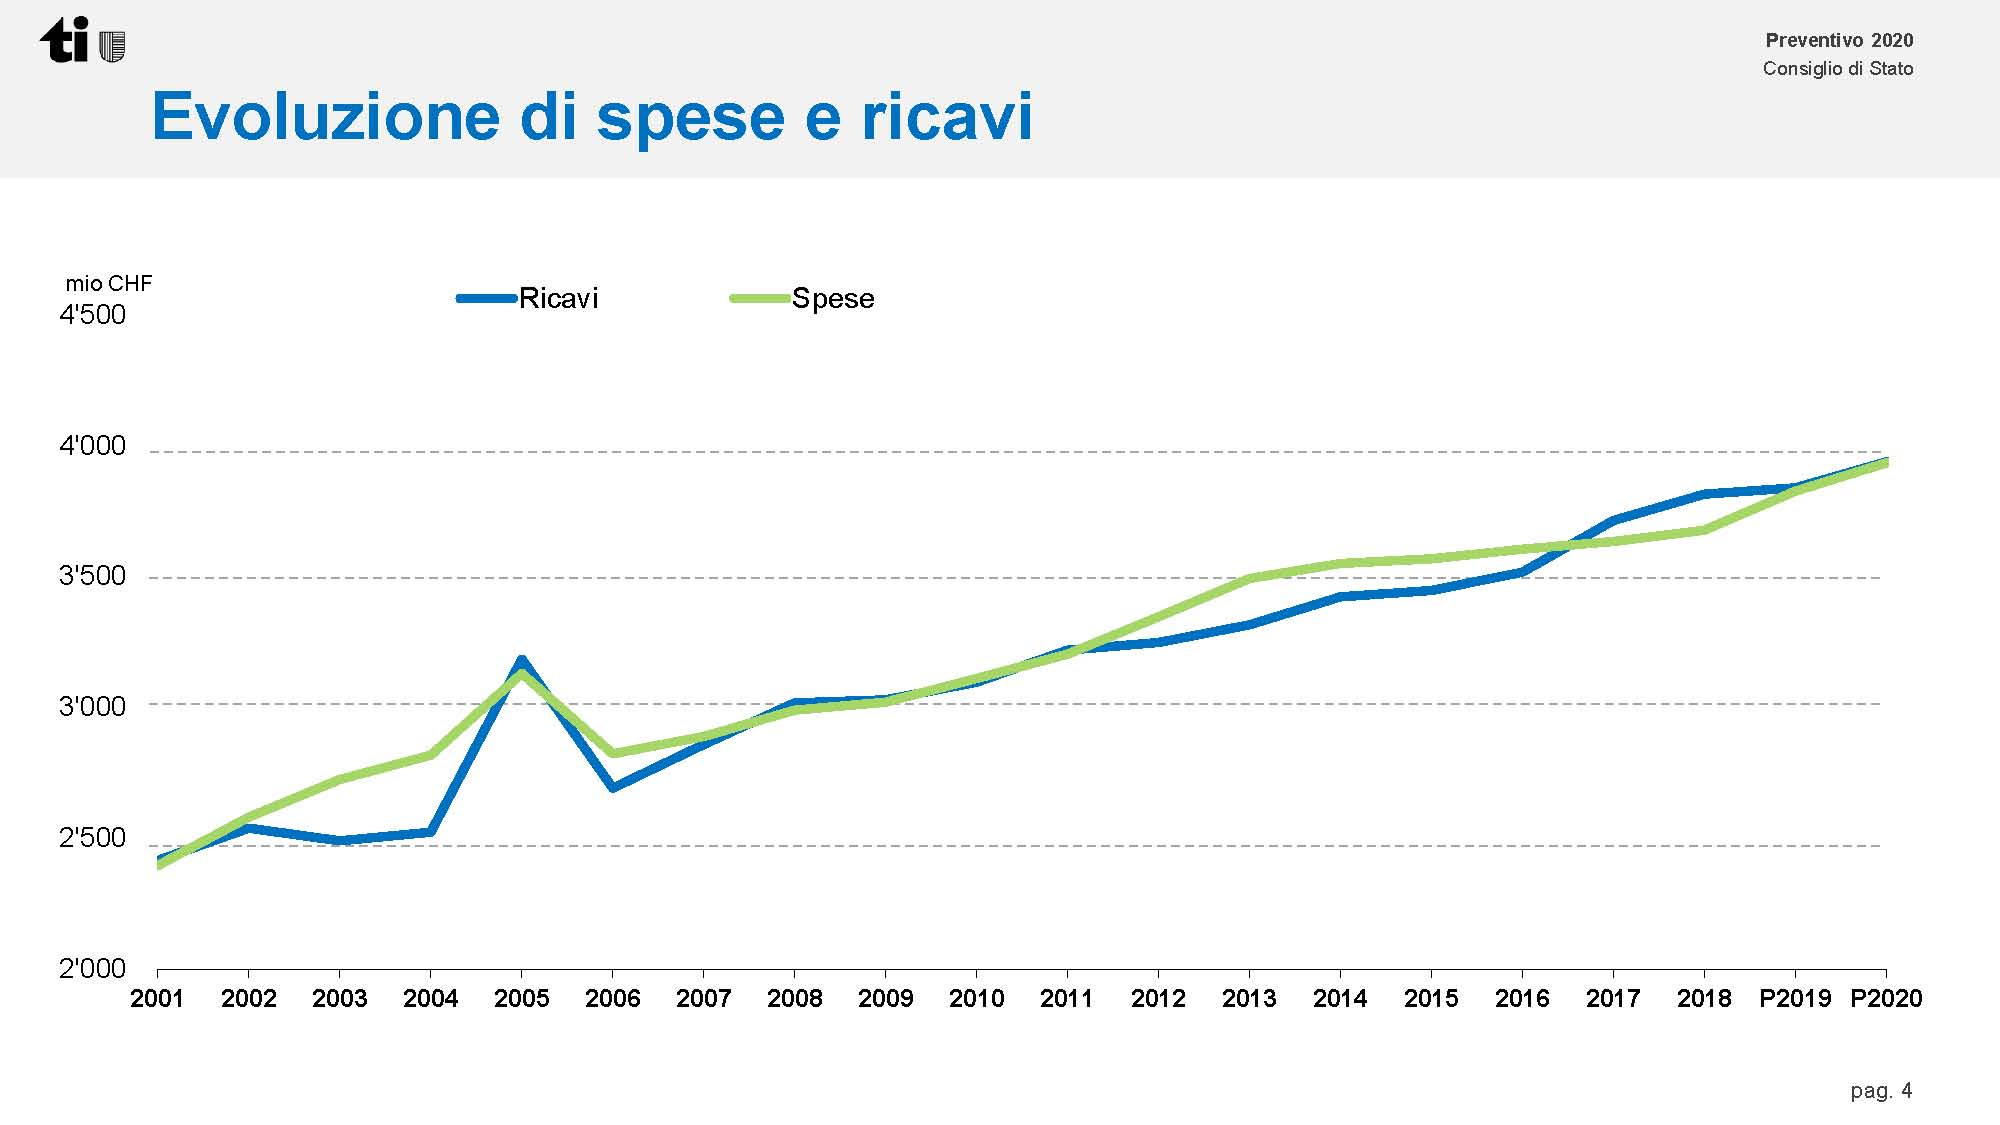 ti
Preventivo 2020
Consiglio di Stato
Evoluzione di spese e ricavi
mio CHF
Ricavi Spese
4'500
4'000
3'500
3'000
2'500
2'000
2001 2002 2003 2004 2005 2006 2007 2008 2009 2010 2011 2012 2013 2014 2015 2016 2017 2018 P2019 P2020
pag. 4